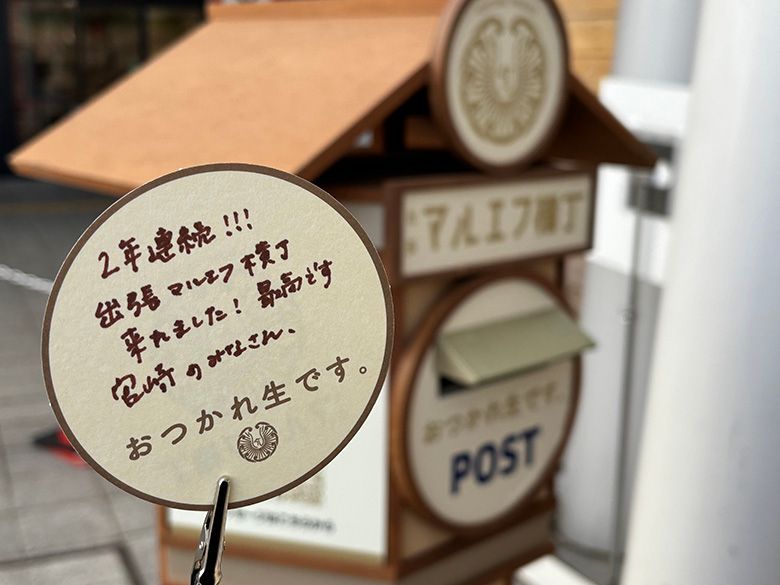 2年連続!!!
出張マルエフ横丁
来れました! 最高です
宮崎のみなさん、
おつかれ生です。
マルエフ横丁
おつかれ生です。
POST